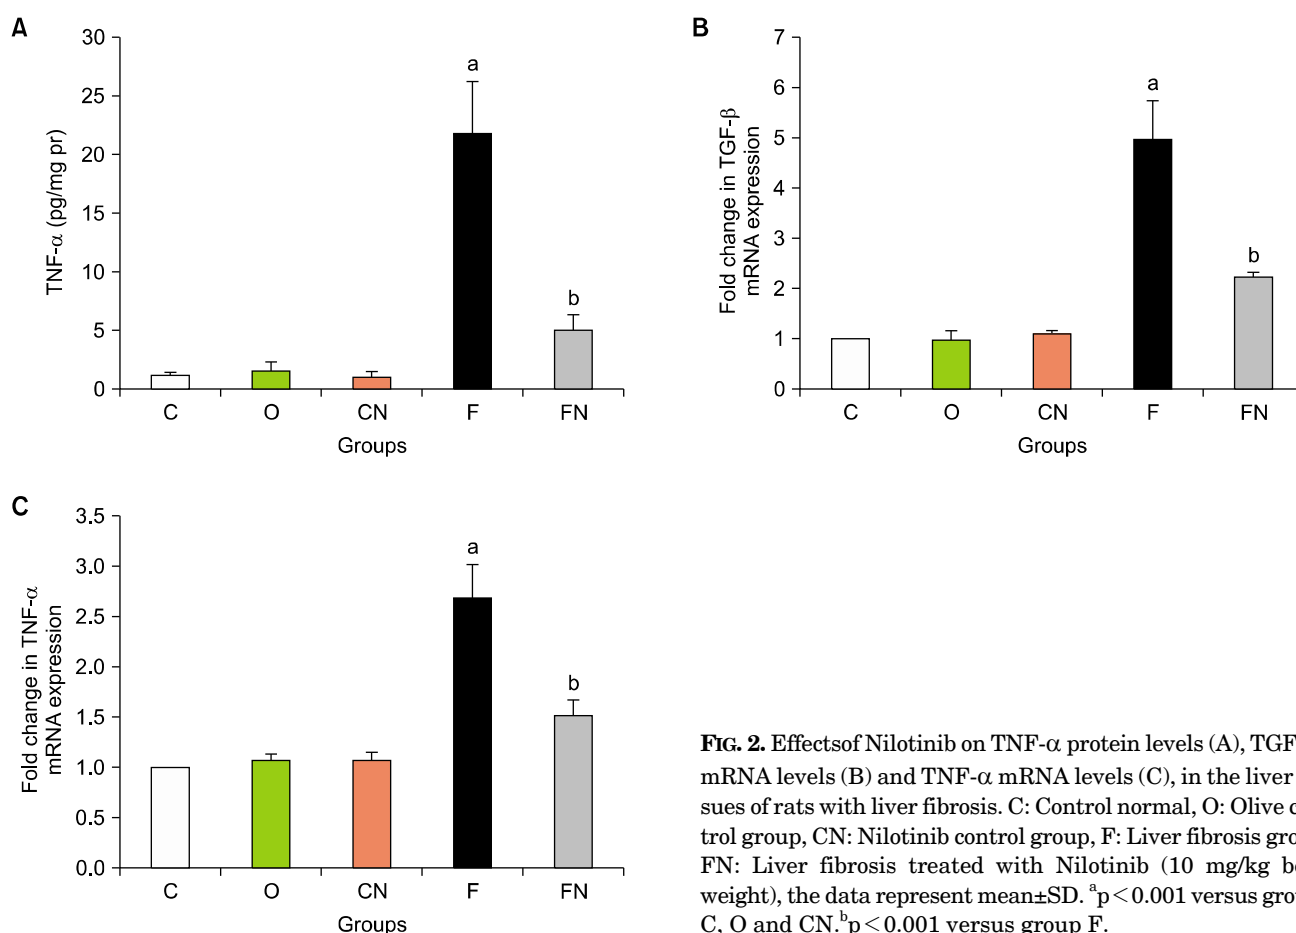 A
30
25
20
15
10
5
0
TNF-α (pg/mg pr)
a
b
C O CN F FN
Groups
B
7
6
5
4
3
2
1
0
Fold change in TGF-β
mRNA expression
a
b
C O CN F FN
Groups
C
3.5
3.0
2.5
2.0
1.5
1.0
0.5
0.0
Fold change in TNF-α
mRNA expression
a
b
C O CN F FN
Groups
FIG. 2. Effectsof Nilotinib on TNF-α protein levels (A), TGF
mRNA levels (B) and TNF-α mRNA levels (C), in the liver
sues of rats with liver fibrosis. C: Control normal, O: Olive c
trol group, CN: Nilotinib control group, F: Liver fibrosis gro
FN: Liver fibrosis treated with Nilotinib (10 mg/kg bo
weight), the data represent mean±SD. ᵃp<0.001 versus grou
C, O and CN.ᵇp<0.001 versus group F.